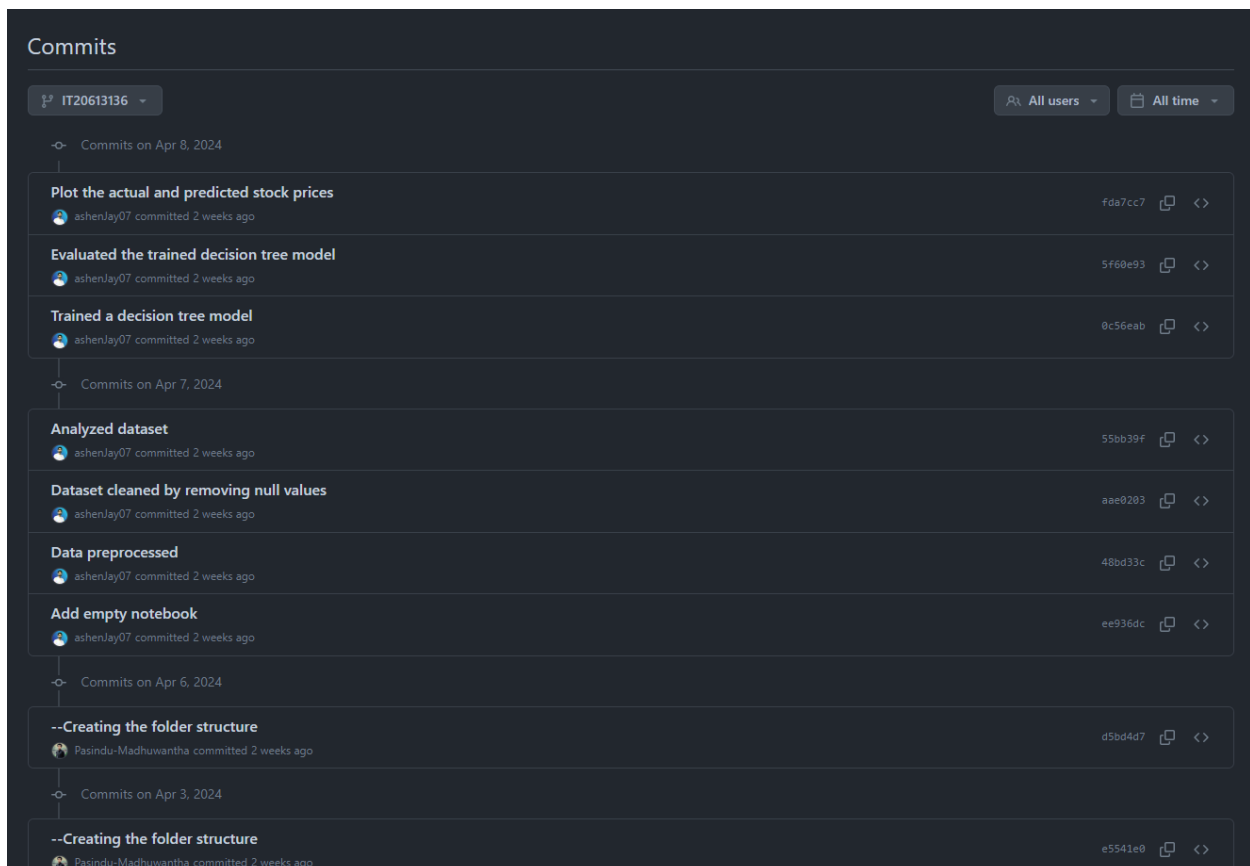 Commits
IT20613136
All users
All time
Commits on Apr 8, 2024
Plot the actual and predicted stock prices
fda7cc7
ashenJay07 committed 2 weeks ago
Evaluated the trained decision tree model
5f60e93
ashenJay07 committed 2 weeks ago
Trained a decision tree model
0c56eab
ashenJay07 committed 2 weeks ago
Commits on Apr 7, 2024
Analyzed dataset
55bb39f
ashenJay07 committed 2 weeks ago
Dataset cleaned by removing null values
aae0203
ashenJay07 committed 2 weeks ago
Data preprocessed
48bd33c
ashenJay07 committed 2 weeks ago
Add empty notebook
ee936dc
ashenJay07 committed 2 weeks ago
Commits on Apr 6, 2024
--Creating the folder structure
d5bd4d7
Pasindu-Madhuwantha committed 2 weeks ago
Commits on Apr 3, 2024
--Creating the folder structure
e5541e0
Pasindu-Madhuwantha committed 2 weeks ago